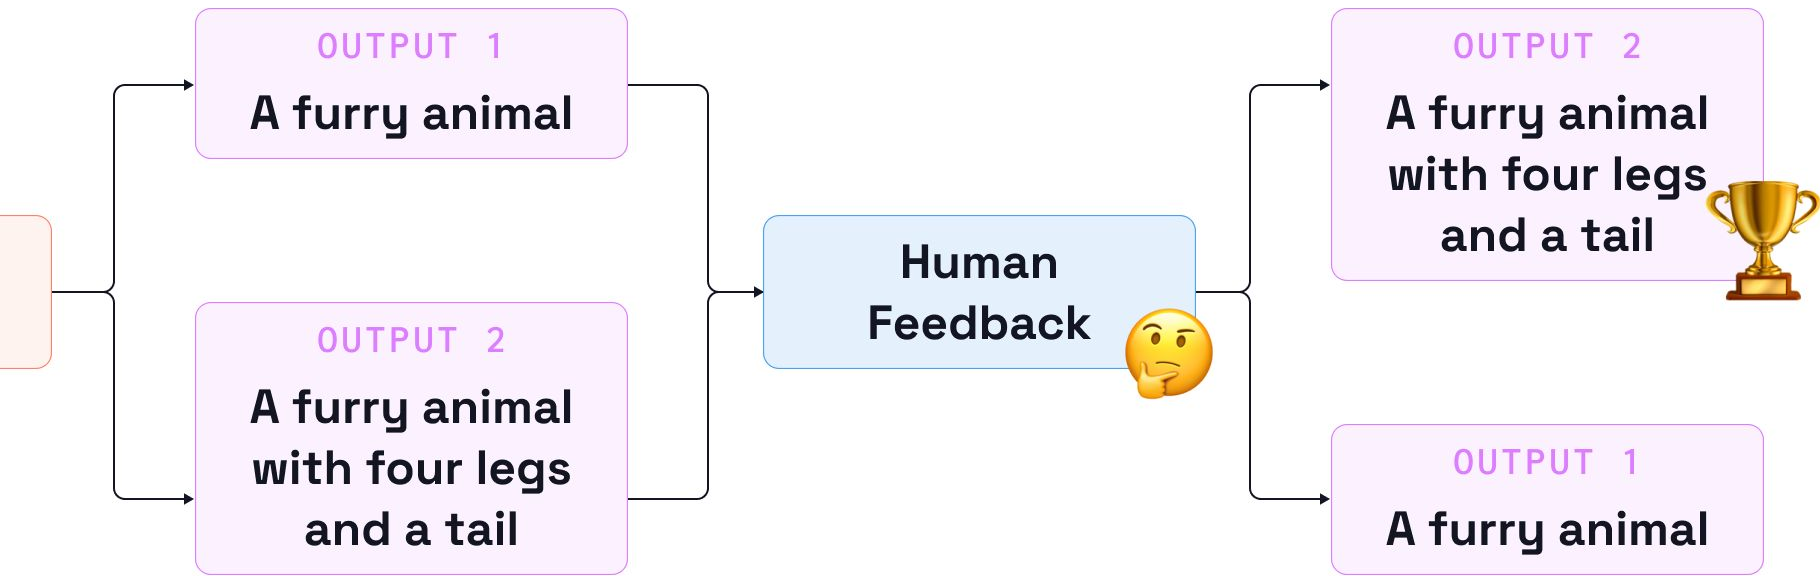 OUTPUT 1
A furry animal
OUTPUT 2
A furry animal
with four legs
and a tail
Human
Feedback
OUTPUT 2
A furry animal
with four legs
and a tail
OUTPUT 1
A furry animal